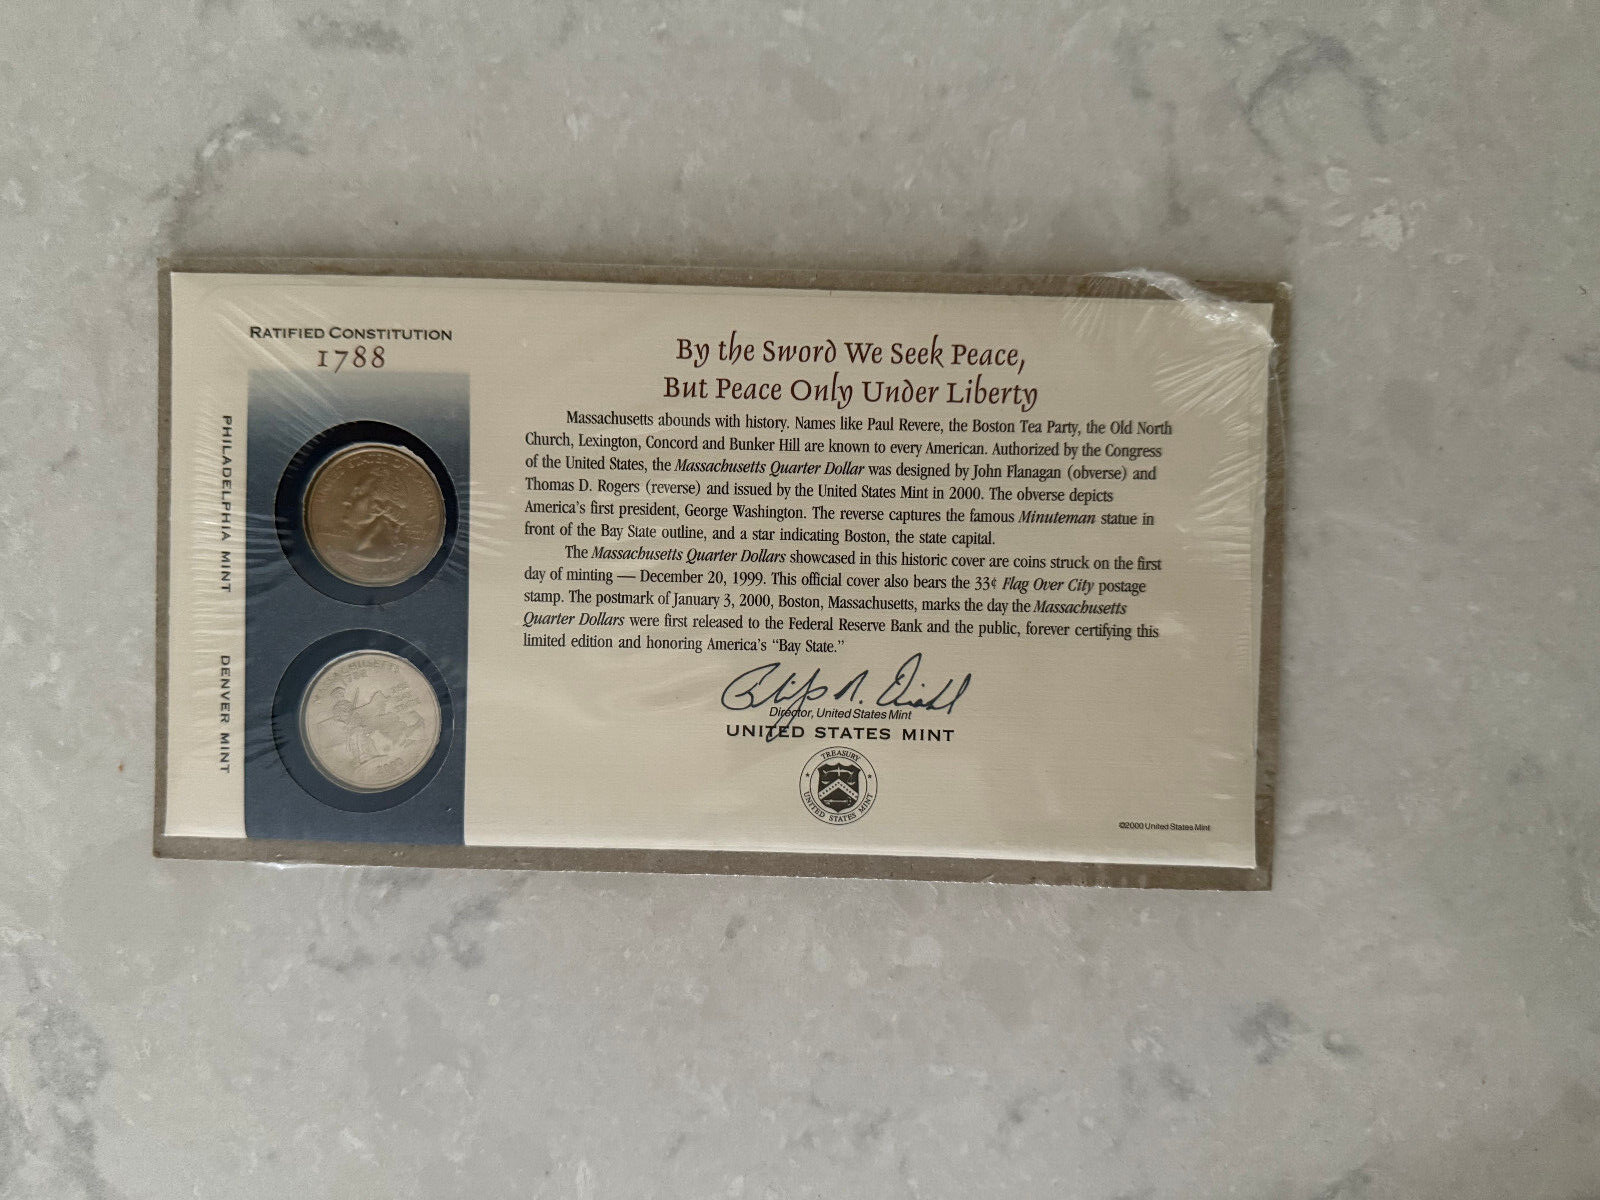 RATIFIED CONSTITUTION
1788
PHILADELPHIA MINT
DENVER MINT
MASSACHUSETTS
1788
2000
By the Sword We Seek Peace,
But Peace Only Under Liberty
Massachusetts abounds with history. Names like Paul Revere, the Boston Tea Party, the Old North
Church, Lexington, Concord and Bunker Hill are known to every American. Authorized by the Congress
of the United States, the Massachusetts Quarter Dollar was designed by John Flanagan (obverse) and
Thomas D. Rogers (reverse) and issued by the United States Mint in 2000. The obverse depicts
America's first president, George Washington. The reverse captures the famous Minuteman statue in
front of the Bay State outline, and a star indicating Boston, the state capital.
The Massachusetts Quarter Dollars showcased in this historic cover are coins struck on the first
day of minting — December 20, 1999. This official cover also bears the 33¢ Flag Over City postage
stamp. The postmark of January 3, 2000, Boston, Massachusetts, marks the day the Massachusetts
Quarter Dollars were first released to the Federal Reserve Bank and the public, forever certifying this
limited edition and honoring America's “Bay State.”
Philip N. Diehl
Director, United States Mint
UNITED STATES MINT
TREASURY
UNITED STATES MINT
©2000 United States Mint